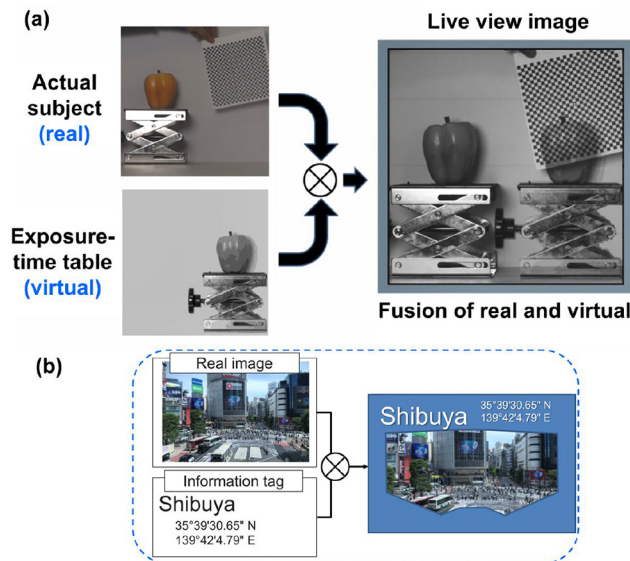 (a)
Live view image
Actual
subject
(real)
Exposure-
time table
(virtual)
Fusion of real and virtual
(b)
Real image
Information tag
Shibuya
35°39'30.65" N
139°42'4.79" E
Shibuya
35°39'30.65" N
139°42'4.79" E